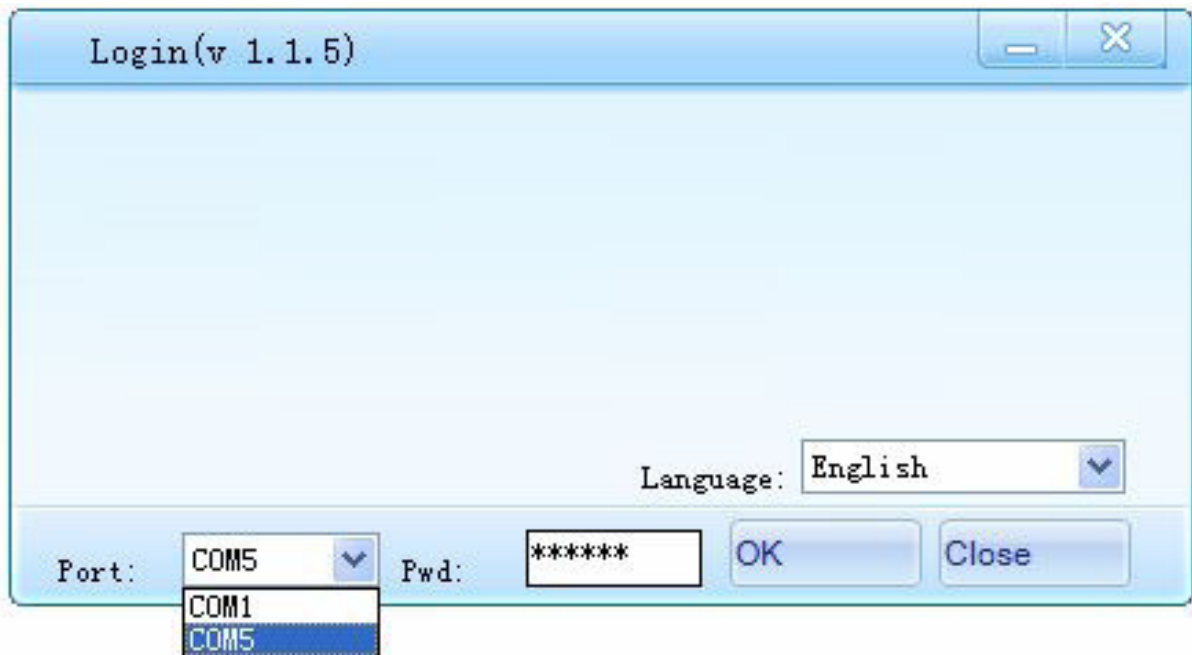 Login(v 1.1.5)
Language: English
Port: COM5 Pwd: ****** OK Close
COM1
COM5